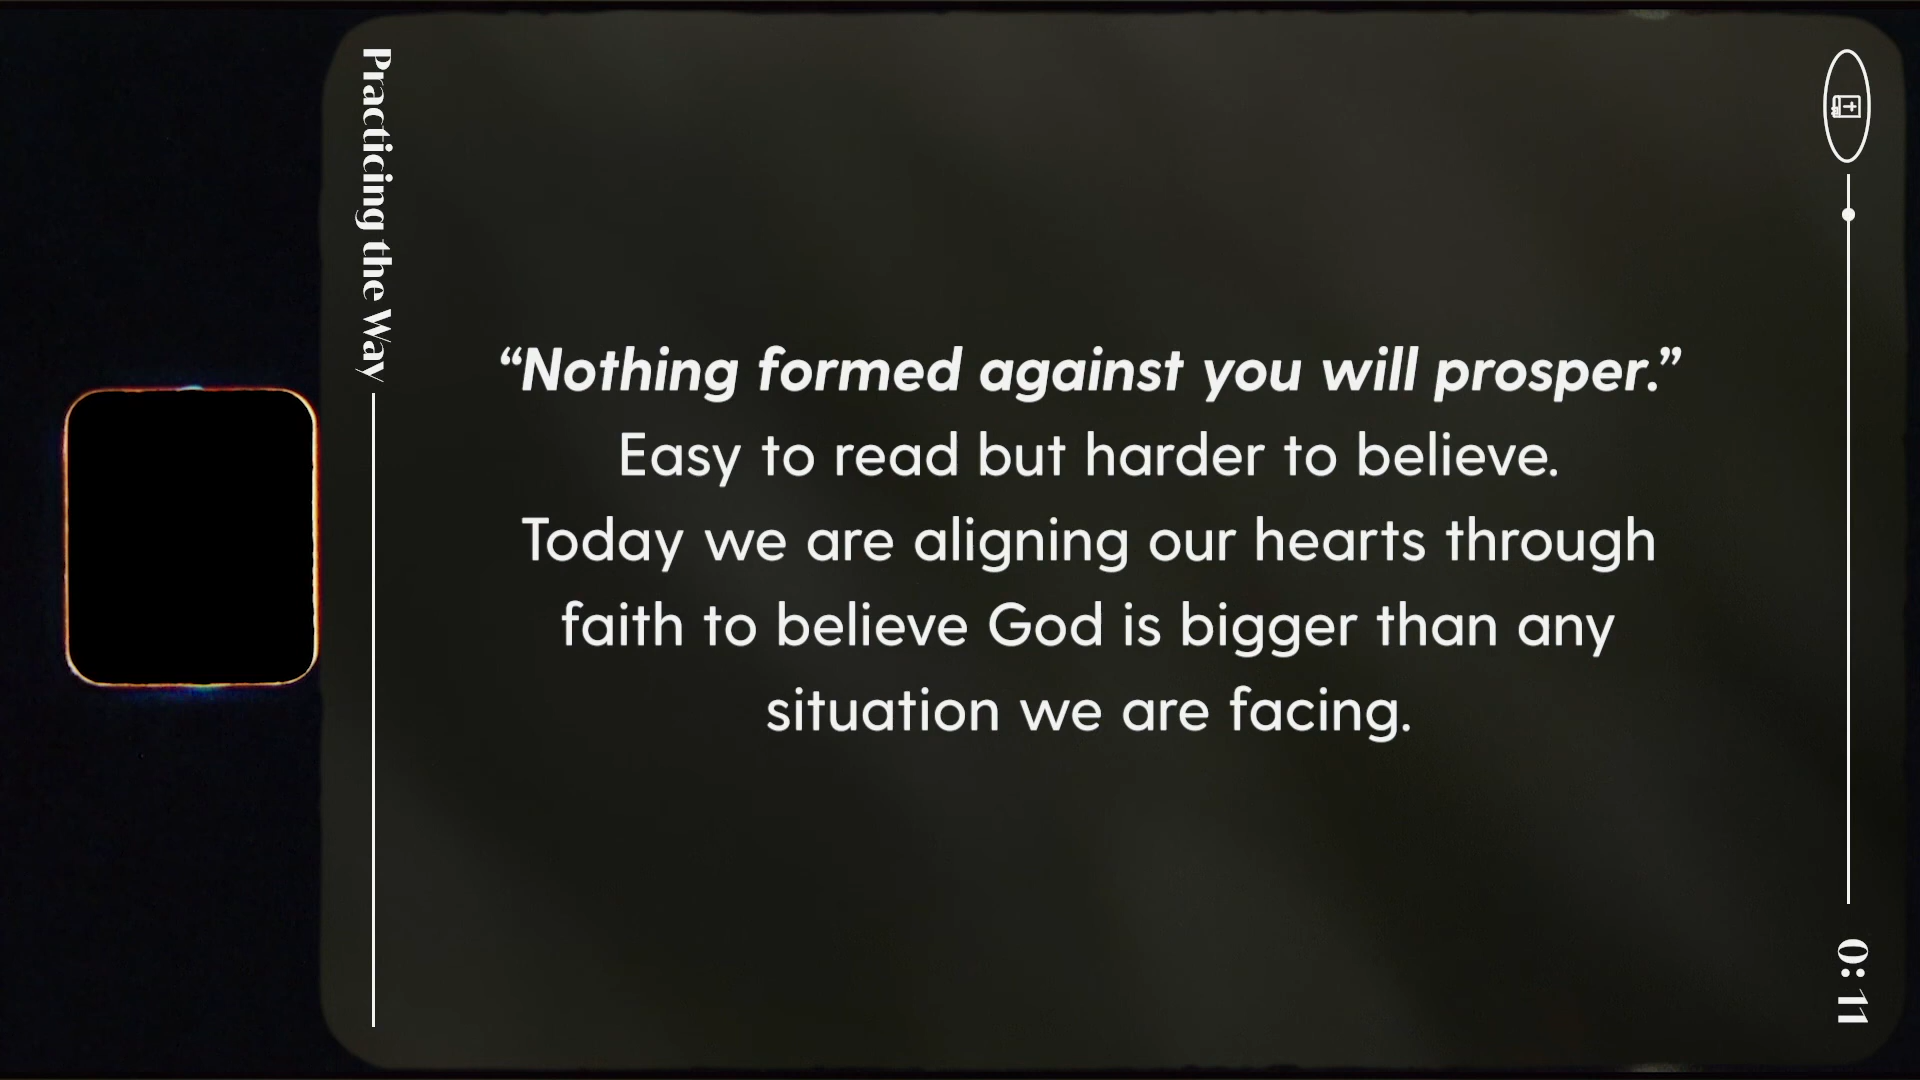 Practicing the Way
“Nothing formed against you will prosper.”
Easy to read but harder to believe.
Today we are aligning our hearts through
faith to believe God is bigger than any
situation we are facing.
0:11